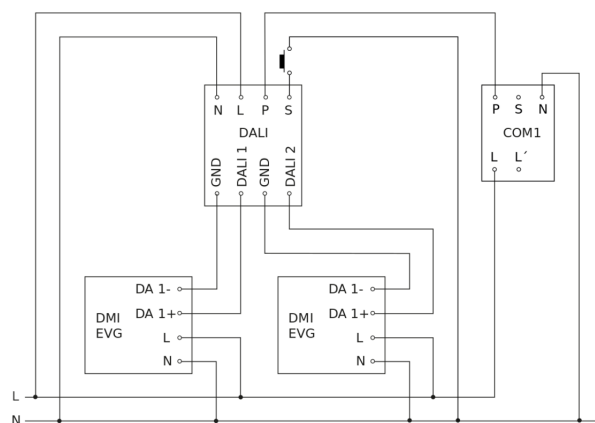 N L P S
DALI
GND DALI 1 GND DALI 2
P S N
COM1
L L´
DMI EVG
DA 1-
DA 1+
L
N
DMI EVG
DA 1-
DA 1+
L
N
L
N